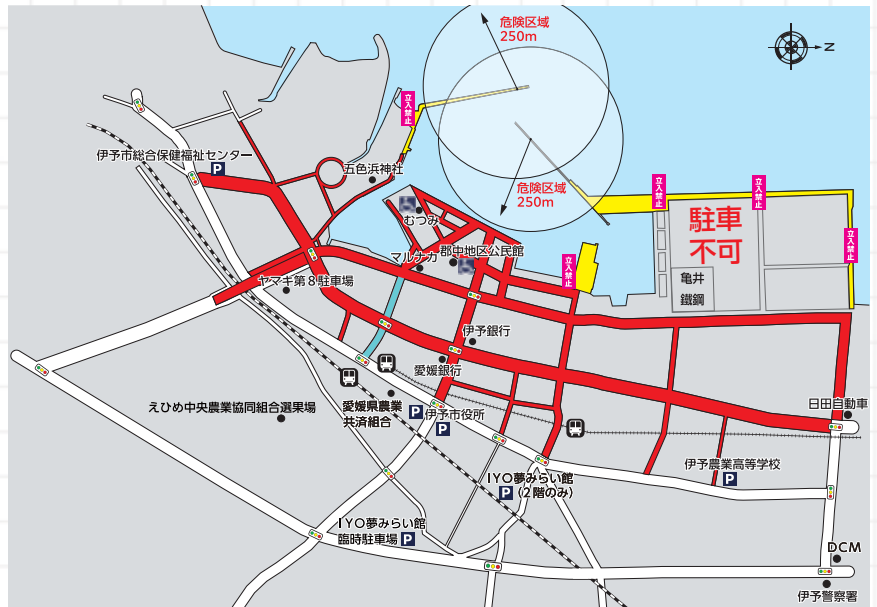 危険区域
250m
N
立入禁止
伊予市総合保健福祉センター
P
五色浜神社
危険区域
250m
立入禁止
立入禁止
むつみ
駐車
不可
立入禁止
マルナカ
郡中地区公民館
立入禁止
亀井
鐵鋼
ヤマキ第8駐車場
伊予銀行
愛媛銀行
えひめ中央農業協同組合選果場
愛媛県農業
共済組合
P
伊予市役所
P
日田自動車
伊予農業高等学校
P
IYO夢みらい館
P
(2階のみ)
IYO夢みらい館
臨時駐車場
P
DCM
伊予警察署